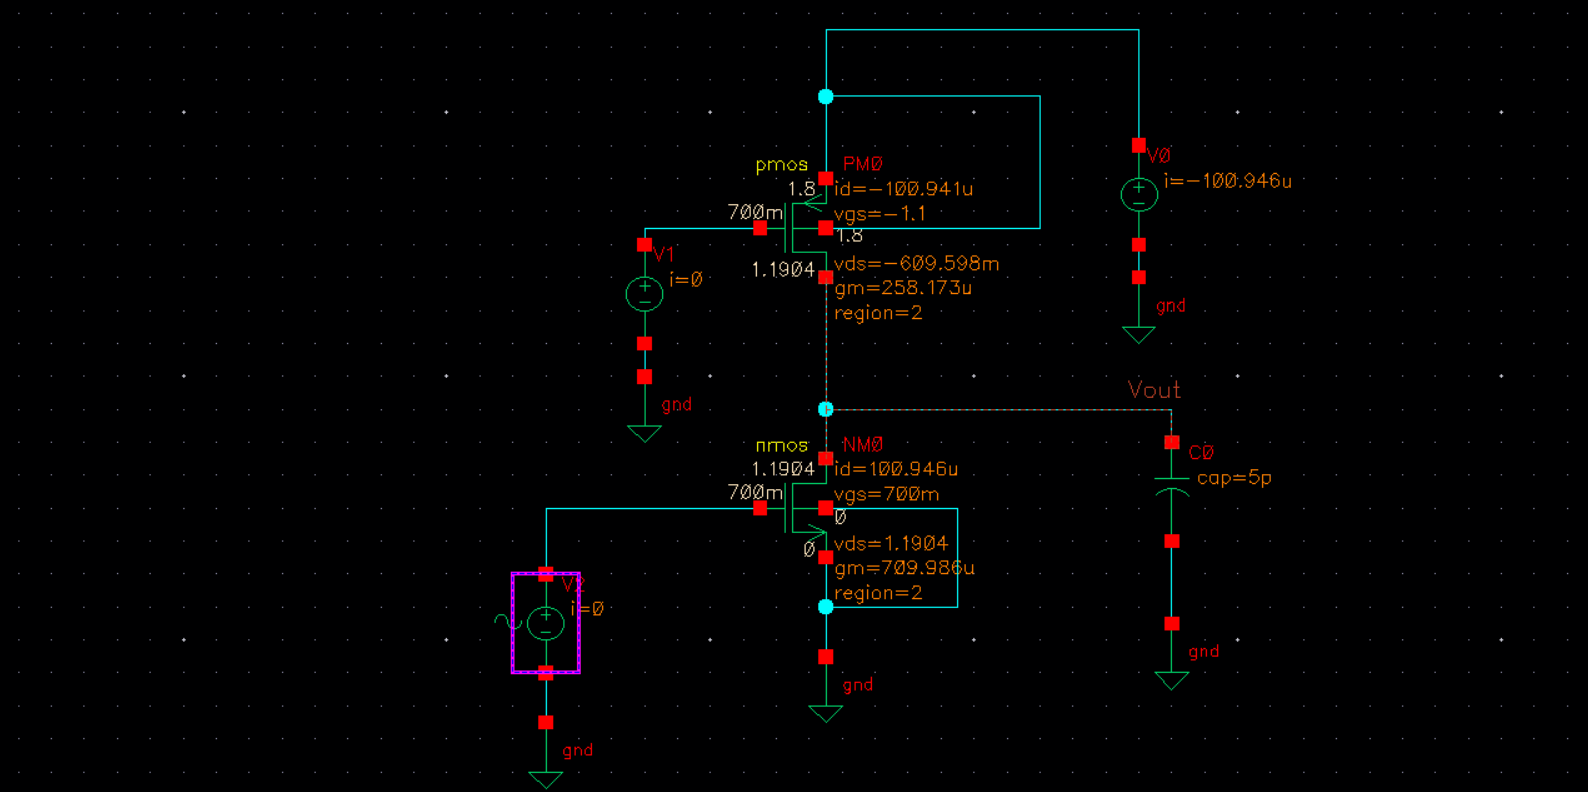 pmos PM0
1.8 id=-100.941u
700m vgs=-1.1
1.8
1.1904 vds=-609.598m
gm=258.173u
region=2
V0
i=-100.946u
gnd
V1
i=0
gnd
Vout
nmos NM0
1.1904 id=100.946u
700m vgs=700m
0
0 vds=1.1904
gm=709.986u
region=2
gnd
C0
cap=5p
gnd
V2
i=0
gnd